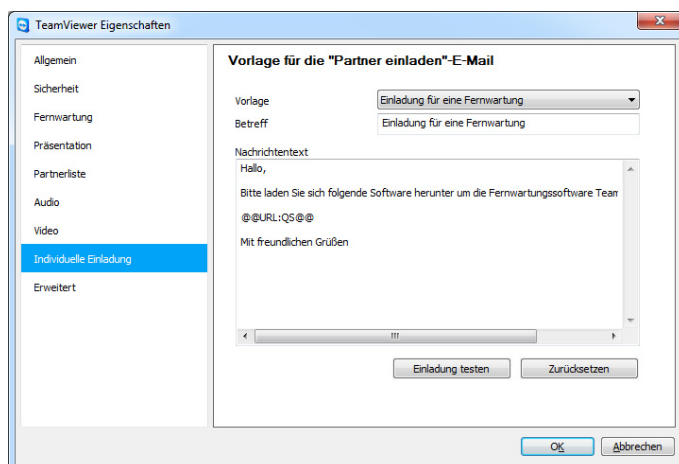 TeamViewer Eigenschaften
Allgemein
Sicherheit
Fernwartung
Präsentation
Partnerliste
Audio
Video
Individuelle Einladung
Erweitert
Vorlage für die "Partner einladen"-E-Mail
Vorlage
Einladung für eine Fernwartung
Betreff
Einladung für eine Fernwartung
Nachrichtentext
Hallo,
Bitte laden Sie sich folgende Software herunter um die Fernwartungssoftware Team
@@URL:QS@@
Mit freundlichen Grüßen
Einladung testen
Zurücksetzen
OK
Abbrechen